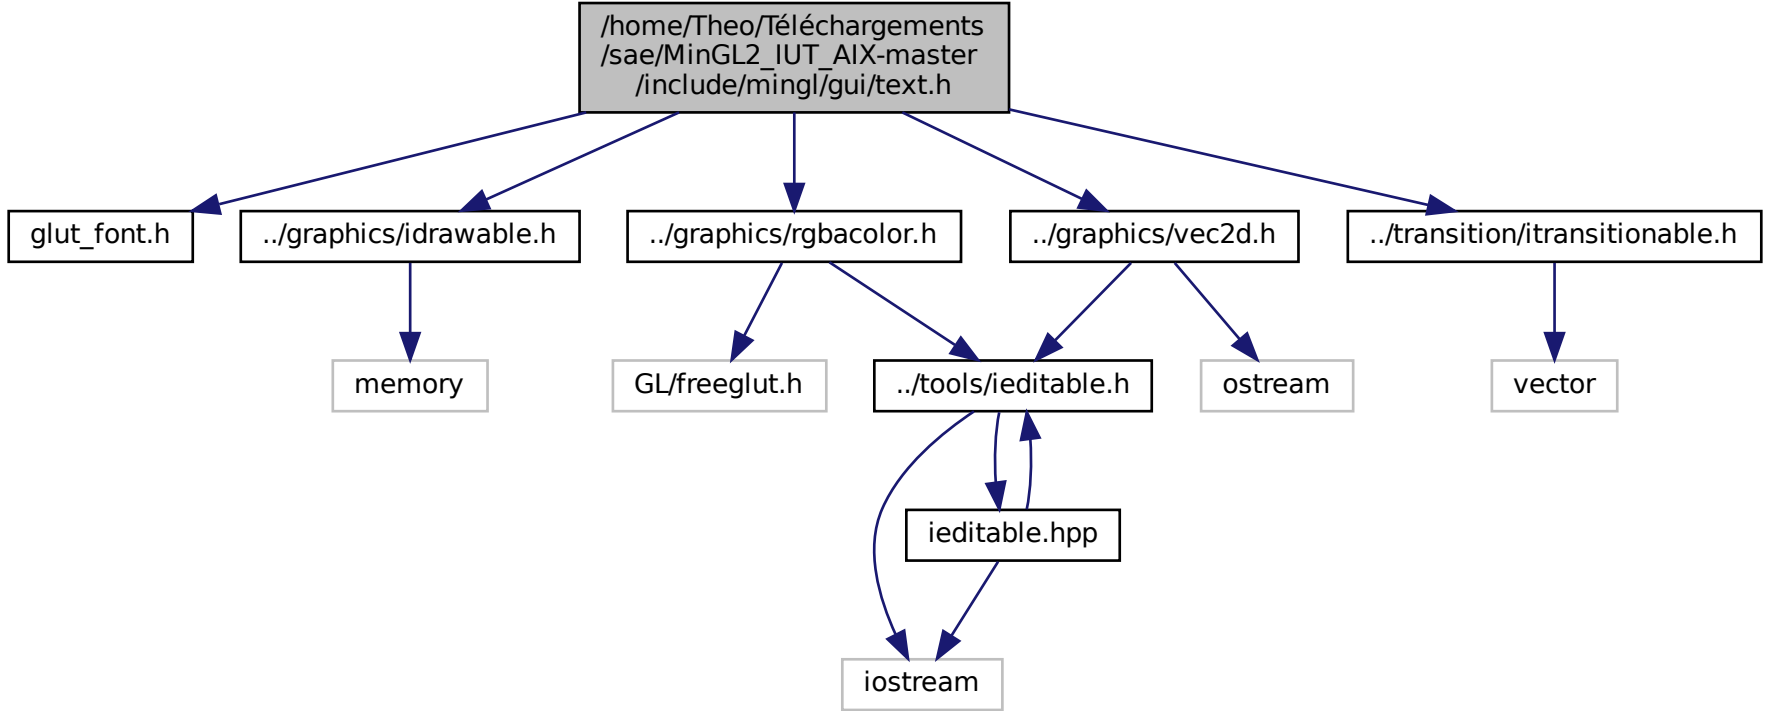 /home/Theo/Téléchargements
/sae/MinGL2_IUT_AIX-master
/include/mingl/gui/text.h
glut_font.h
../graphics/idrawable.h
../graphics/rgbacolor.h
../graphics/vec2d.h
../transition/itransitionable.h
memory
GL/freeglut.h
../tools/ieditable.h
ostream
vector
ieditable.hpp
iostream